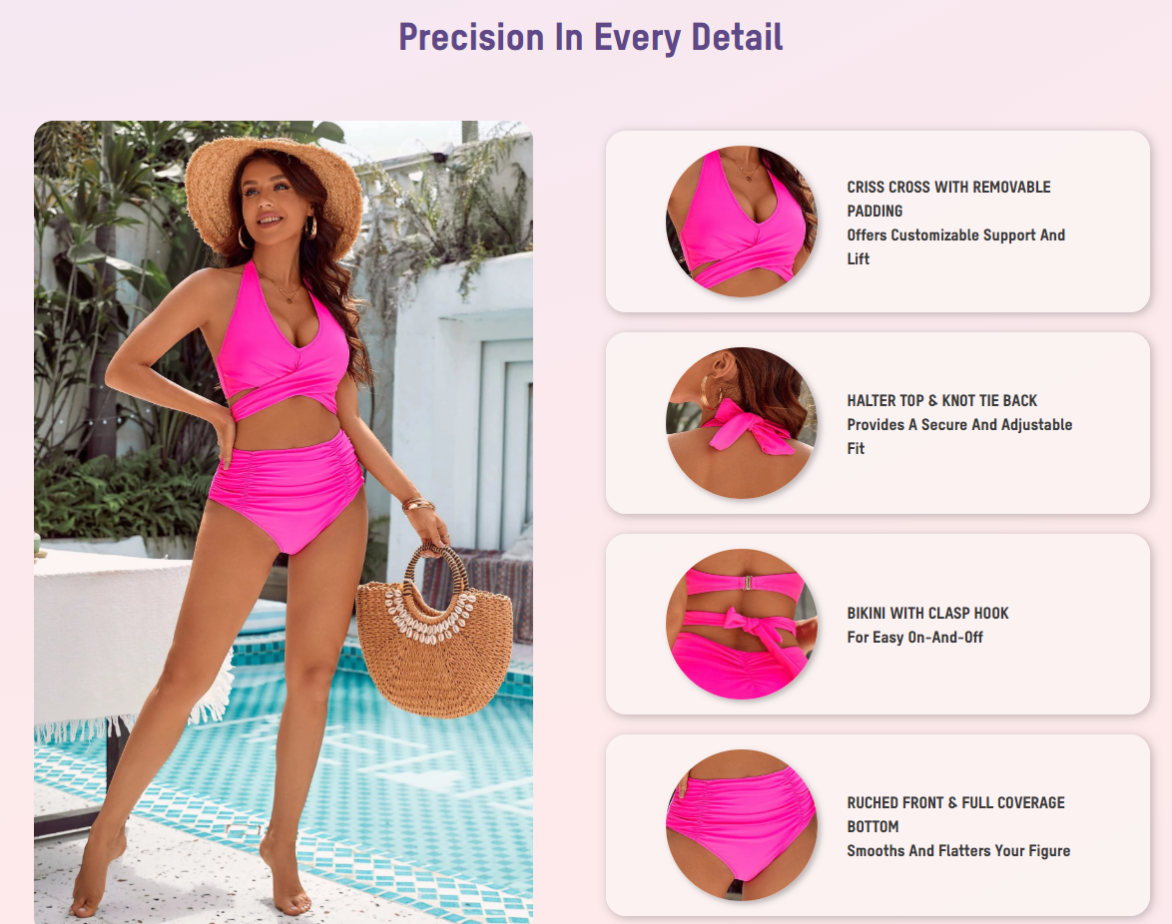 Precision In Every Detail
CRISS CROSS WITH REMOVABLE
PADDING
Offers Customizable Support And
Lift
HALTER TOP & KNOT TIE BACK
Provides A Secure And Adjustable
Fit
BIKINI WITH CLASP HOOK
For Easy On-And-Off
RUCHED FRONT & FULL COVERAGE
BOTTOM
Smooths And Flatters Your Figure